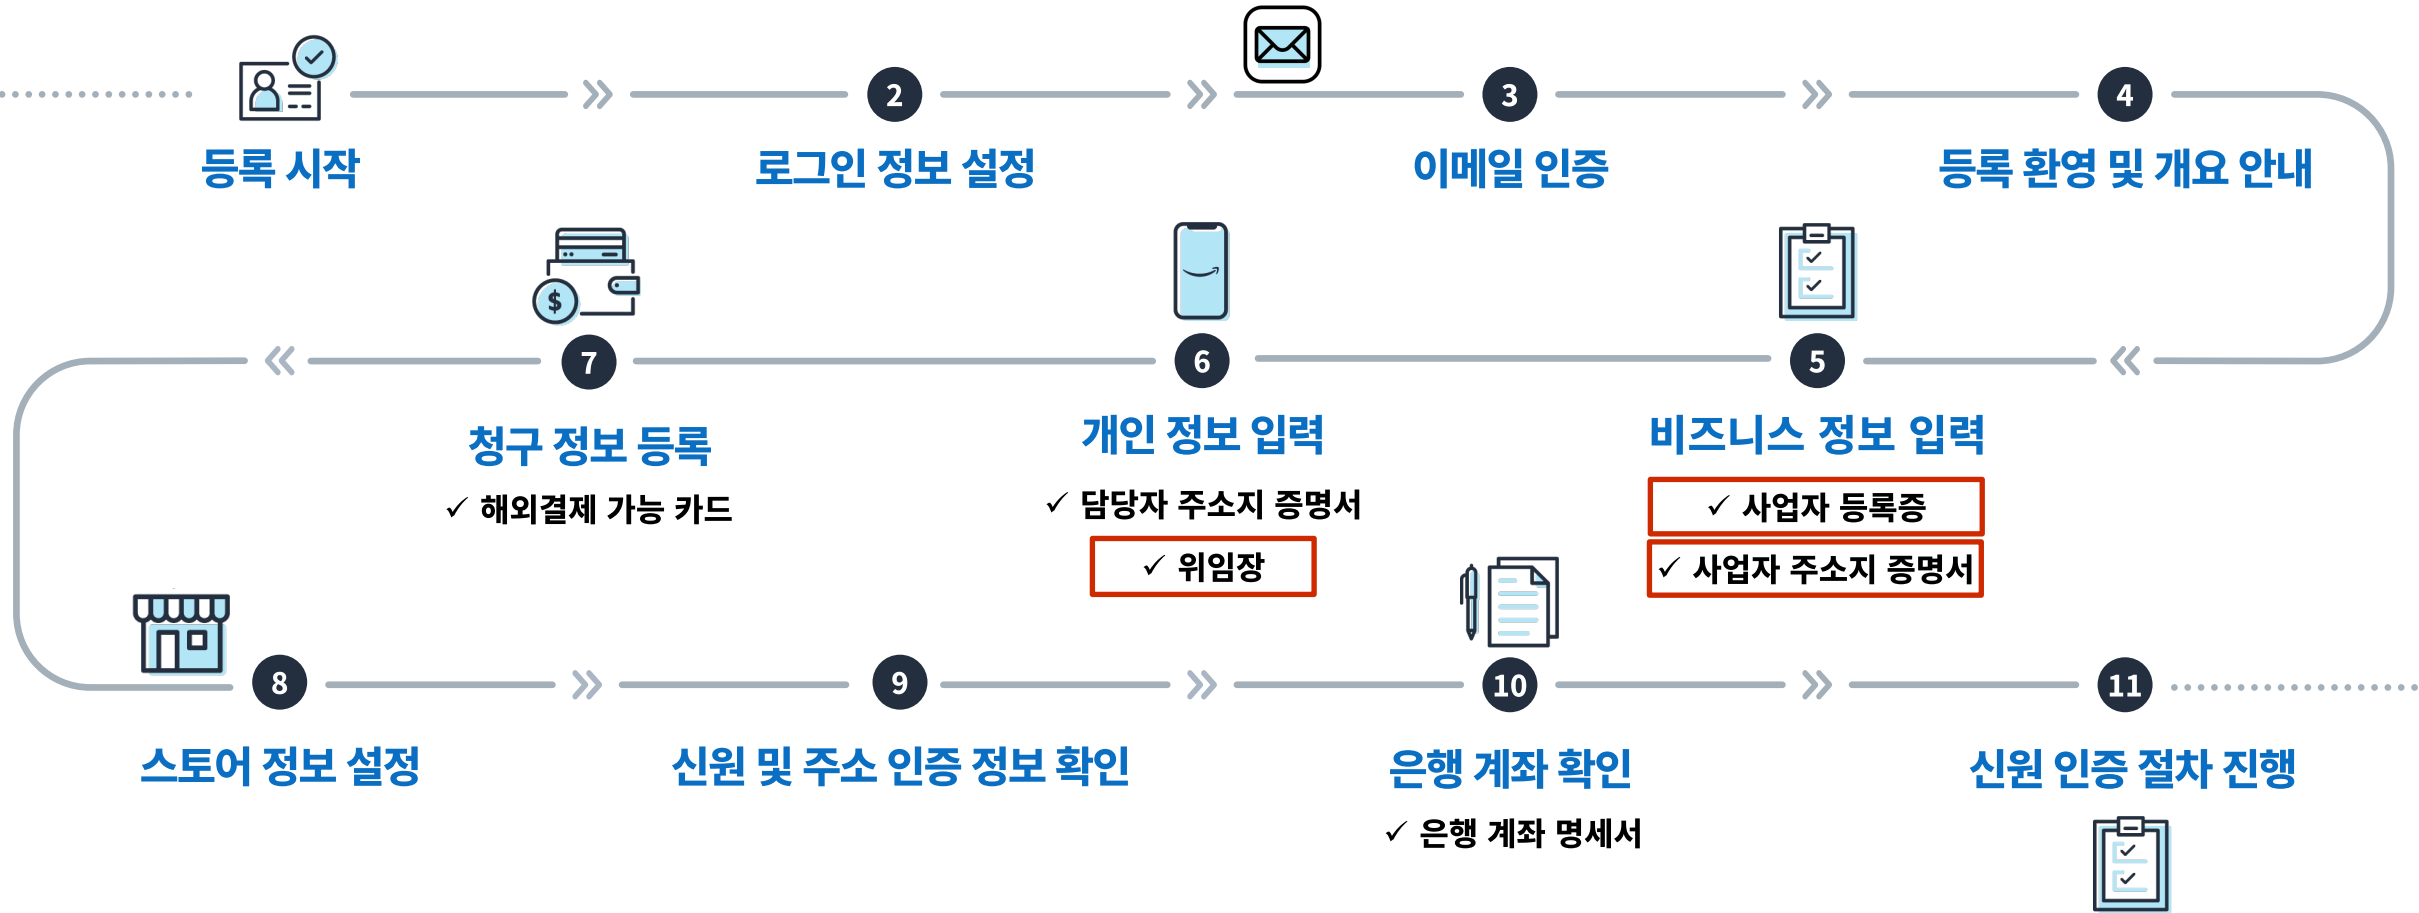 등록 시작
2
로그인 정보 설정
3
이메일 인증
4
등록 환영 및 개요 안내
5
비즈니스 정보 입력
✓ 사업자 등록증
✓ 사업자 주소지 증명서
6
개인 정보 입력
✓ 담당자 주소지 증명서
✓ 위임장
$
7
청구 정보 등록
✓ 해외결제 가능 카드
8
스토어 정보 설정
9
신원 및 주소 인증 정보 확인
10
은행 계좌 확인
✓ 은행 계좌 명세서
11
신원 인증 절차 진행